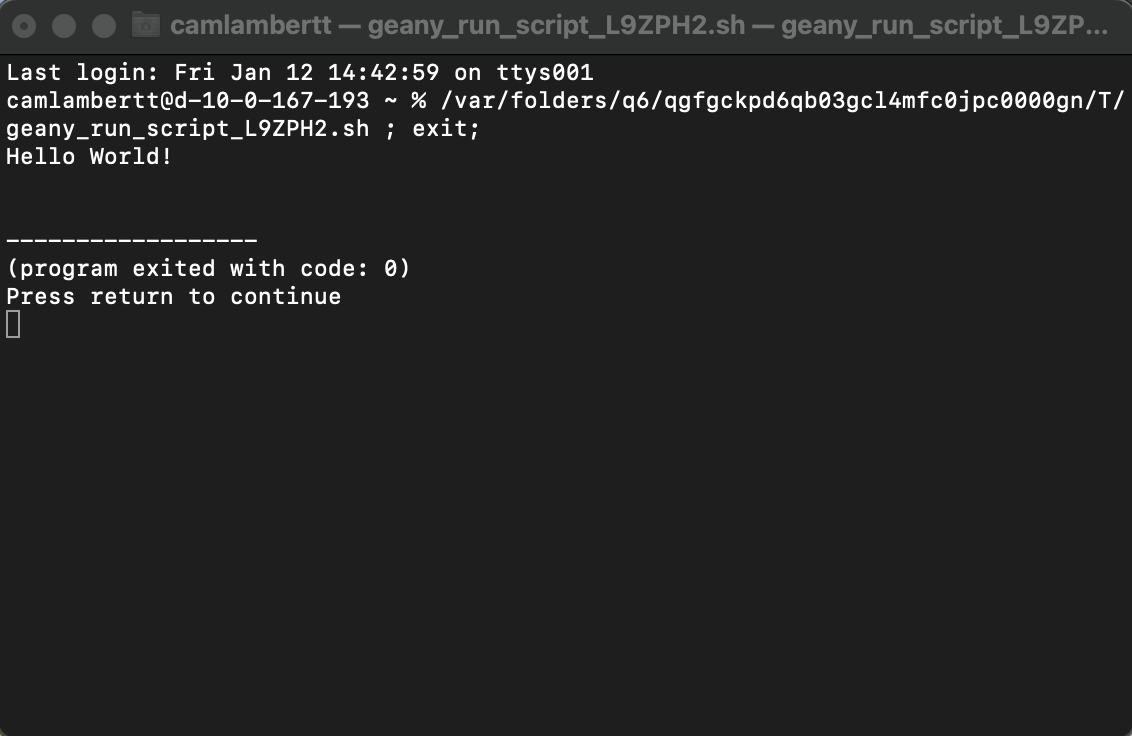 camlambertt — geany_run_script_L9ZPH2.sh — geany_run_script_L9ZP...
Last login: Fri Jan 12 14:42:59 on ttys001
camlambertt@d-10-0-167-193 ~ % /var/folders/q6/qgfgckpd6qb03gcl4mfc0jpc0000gn/T/
geany_run_script_L9ZPH2.sh ; exit;
Hello World!
------------------
(program exited with code: 0)
Press return to continue